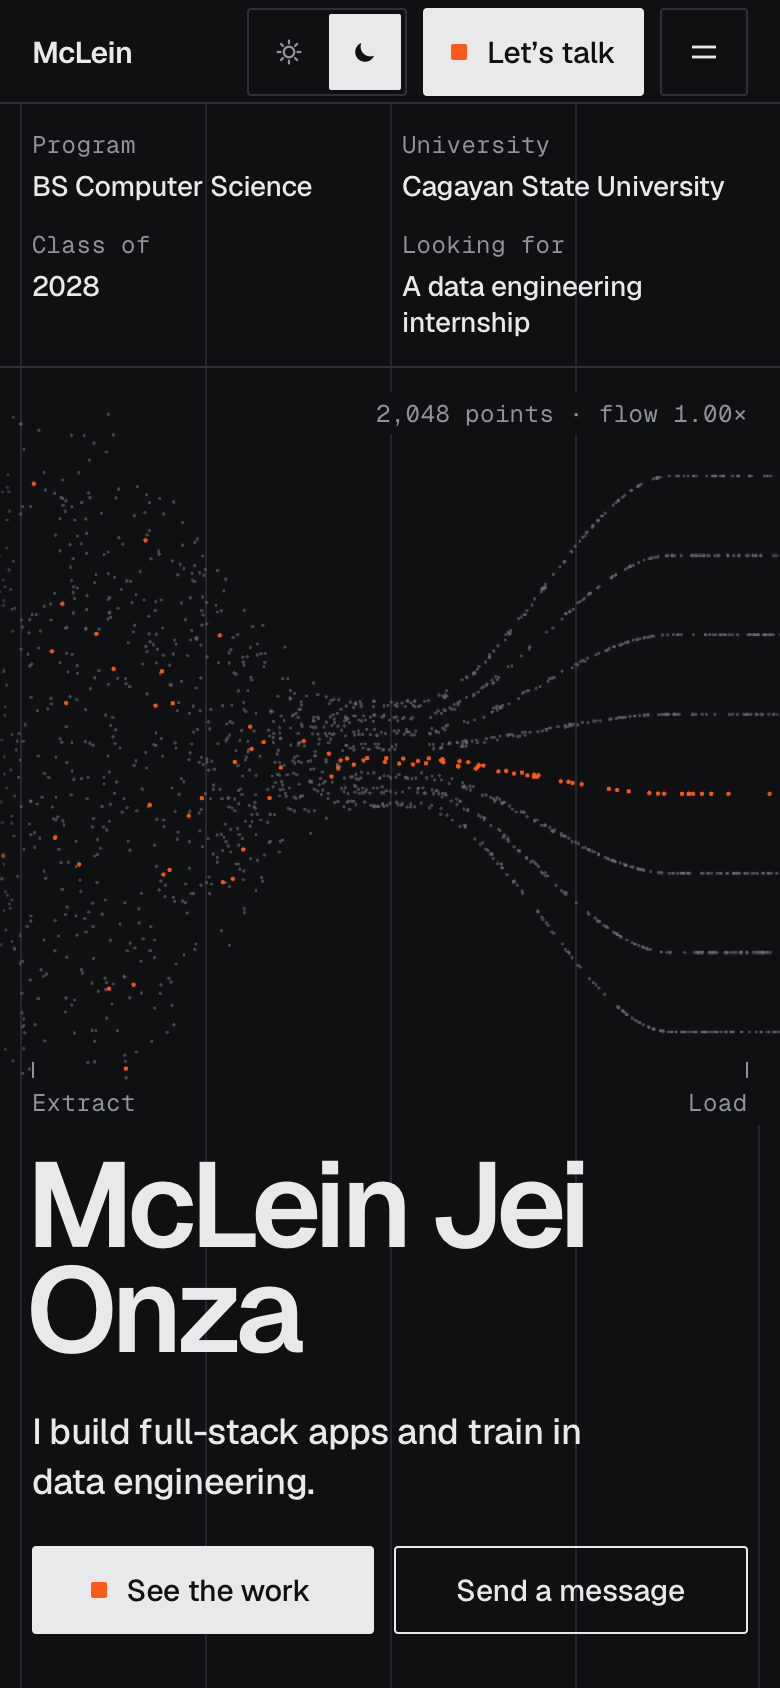 McLein
Let’s talk
Program
BS Computer Science
University
Cagayan State University
Class of
2028
Looking for
A data engineering
internship
2,048 points · flow 1.00×
Extract
Load
McLein Jei
Onza
I build full-stack apps and train in
data engineering.
See the work
Send a message